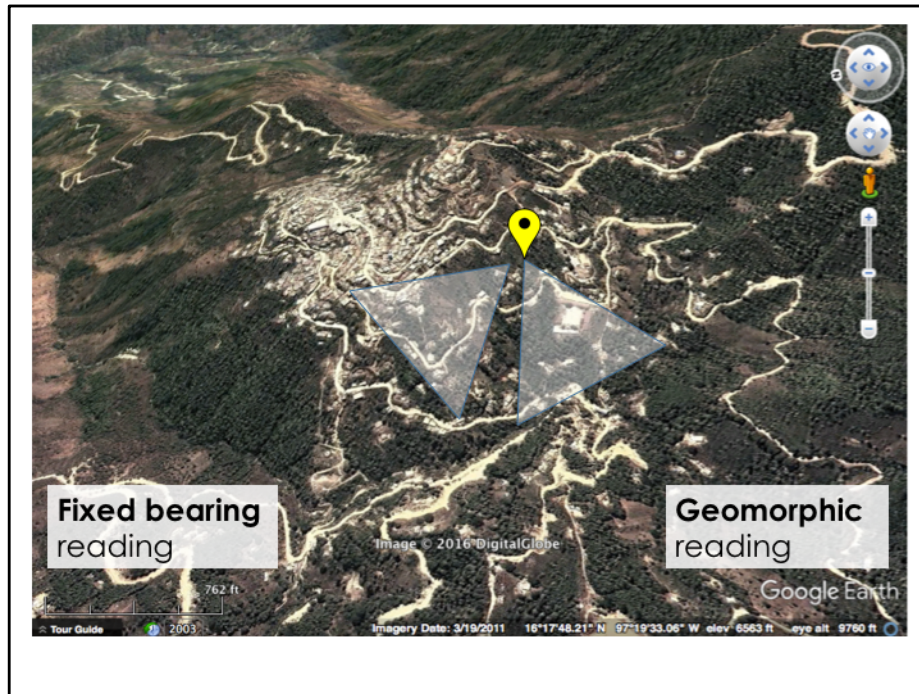 Fixed bearing
reading
Geomorphic
reading
Image © 2016 DigitalGlobe
762 ft
Google Earth
Tour Guide
2003
Imagery Date: 3/19/2011 16°17'48.21" N 97°19'33.06" W elev 6563 ft eye alt 9760 ft